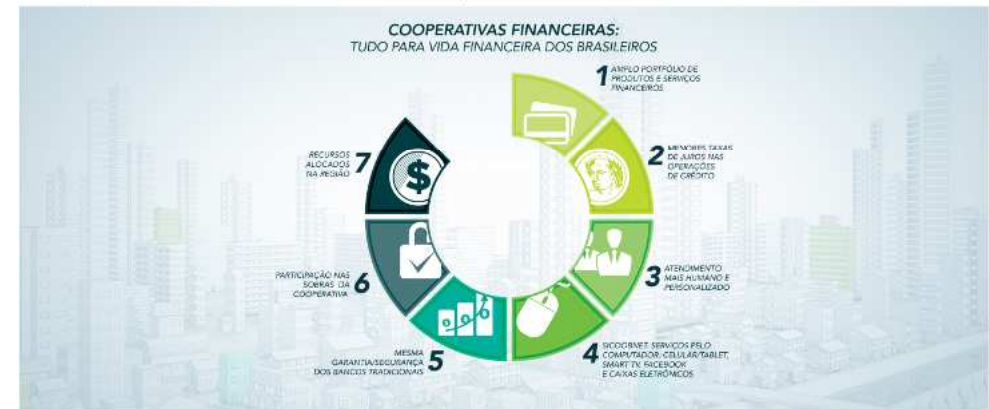 COOPERATIVAS FINANCEIRAS:
TUDO PARA VIDA FINANCEIRA DOS BRASILEIROS
1
AMPLO PORTFÓLIO DE
PRODUTOS E SERVIÇOS
FINANCEIROS
2
MENORES TAXAS
DE JUROS NAS
OPERAÇÕES
DE CRÉDITO
3
ATENDIMENTO
MAIS HUMANO E
PERSONALIZADO
4
SICOOBNET, SERVIÇOS PELO
COMPUTADOR, CELULAR/TABLET,
SMART TV, FACEBOOK
E CAIXAS ELETRÔNICOS
5
MESMA
GARANTIA/SEGURANÇA
DOS BANCOS TRADICIONAIS
6
PARTICIPAÇÃO NAS
SOBRAS DA
COOPERATIVA
7
RECURSOS
ALOCADOS
NA REGIÃO
$